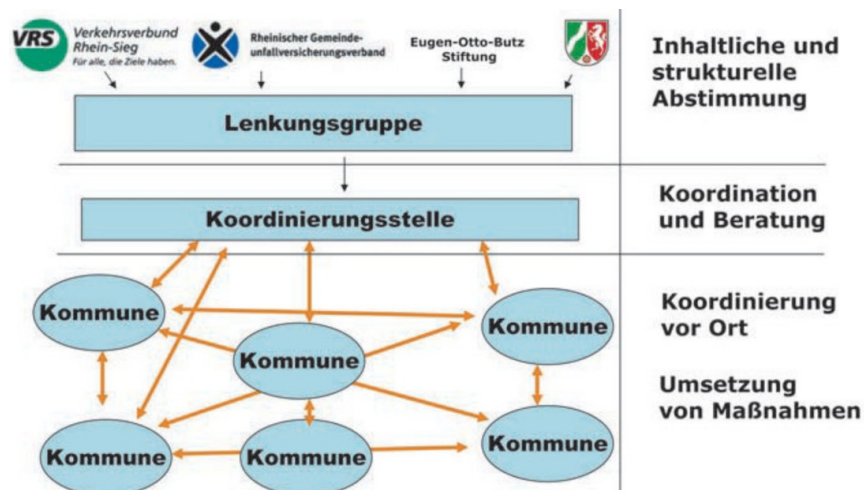 VRS
Verkehrsverbund
Rhein-Sieg
Für alle, die Ziele haben.
Rheinischer Gemeinde-
unfallversicherungsverband
Eugen-Otto-Butz
Stiftung
Inhaltliche und
strukturelle
Abstimmung
Lenkungsgruppe
Koordinierungsstelle
Koordination
und Beratung
Kommune
Kommune
Kommune
Kommune
Kommune
Kommune
Koordinierung
vor Ort
Umsetzung
von Maßnahmen